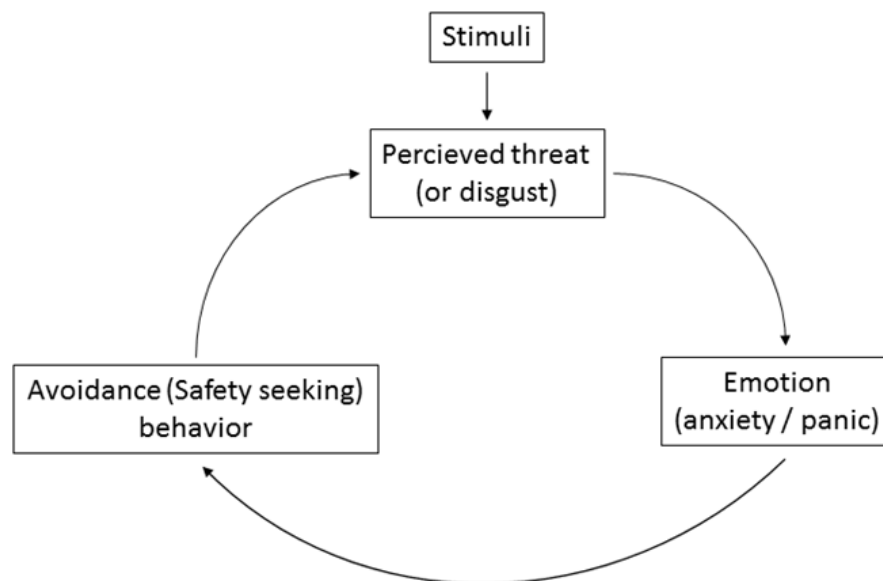 Stimuli
Percieved threat
(or disgust)
Emotion
(anxiety / panic)
Avoidance (Safety seeking)
behavior